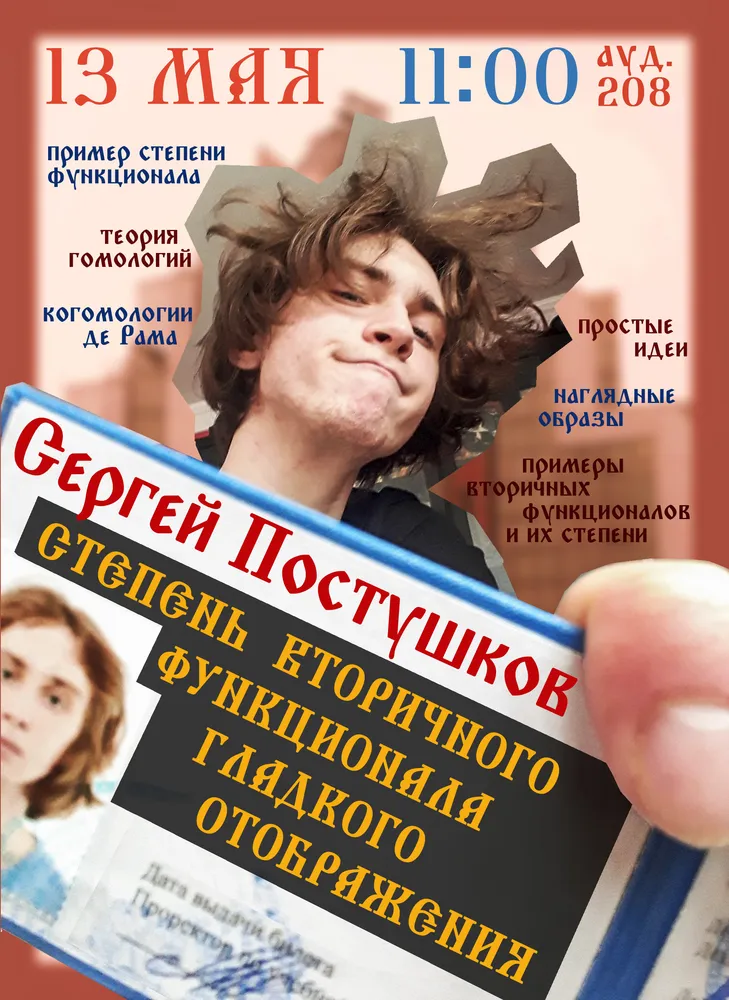 13 МАЯ 11:00 ауд.
208
пример степени
функционала
теория
гомологий
когомологии
де Рама
простые
идеи
наглядные
образы
примеры
вторичных
функционалов
и их степени
Сергей Постушков
СТЕПЕНЬ ВТОРИЧНОГО
ФУНКЦИОНАЛА
ГЛАДКОГО
ОТОБРАЖЕНИЯ
Дата выдачи билета
Проректор по